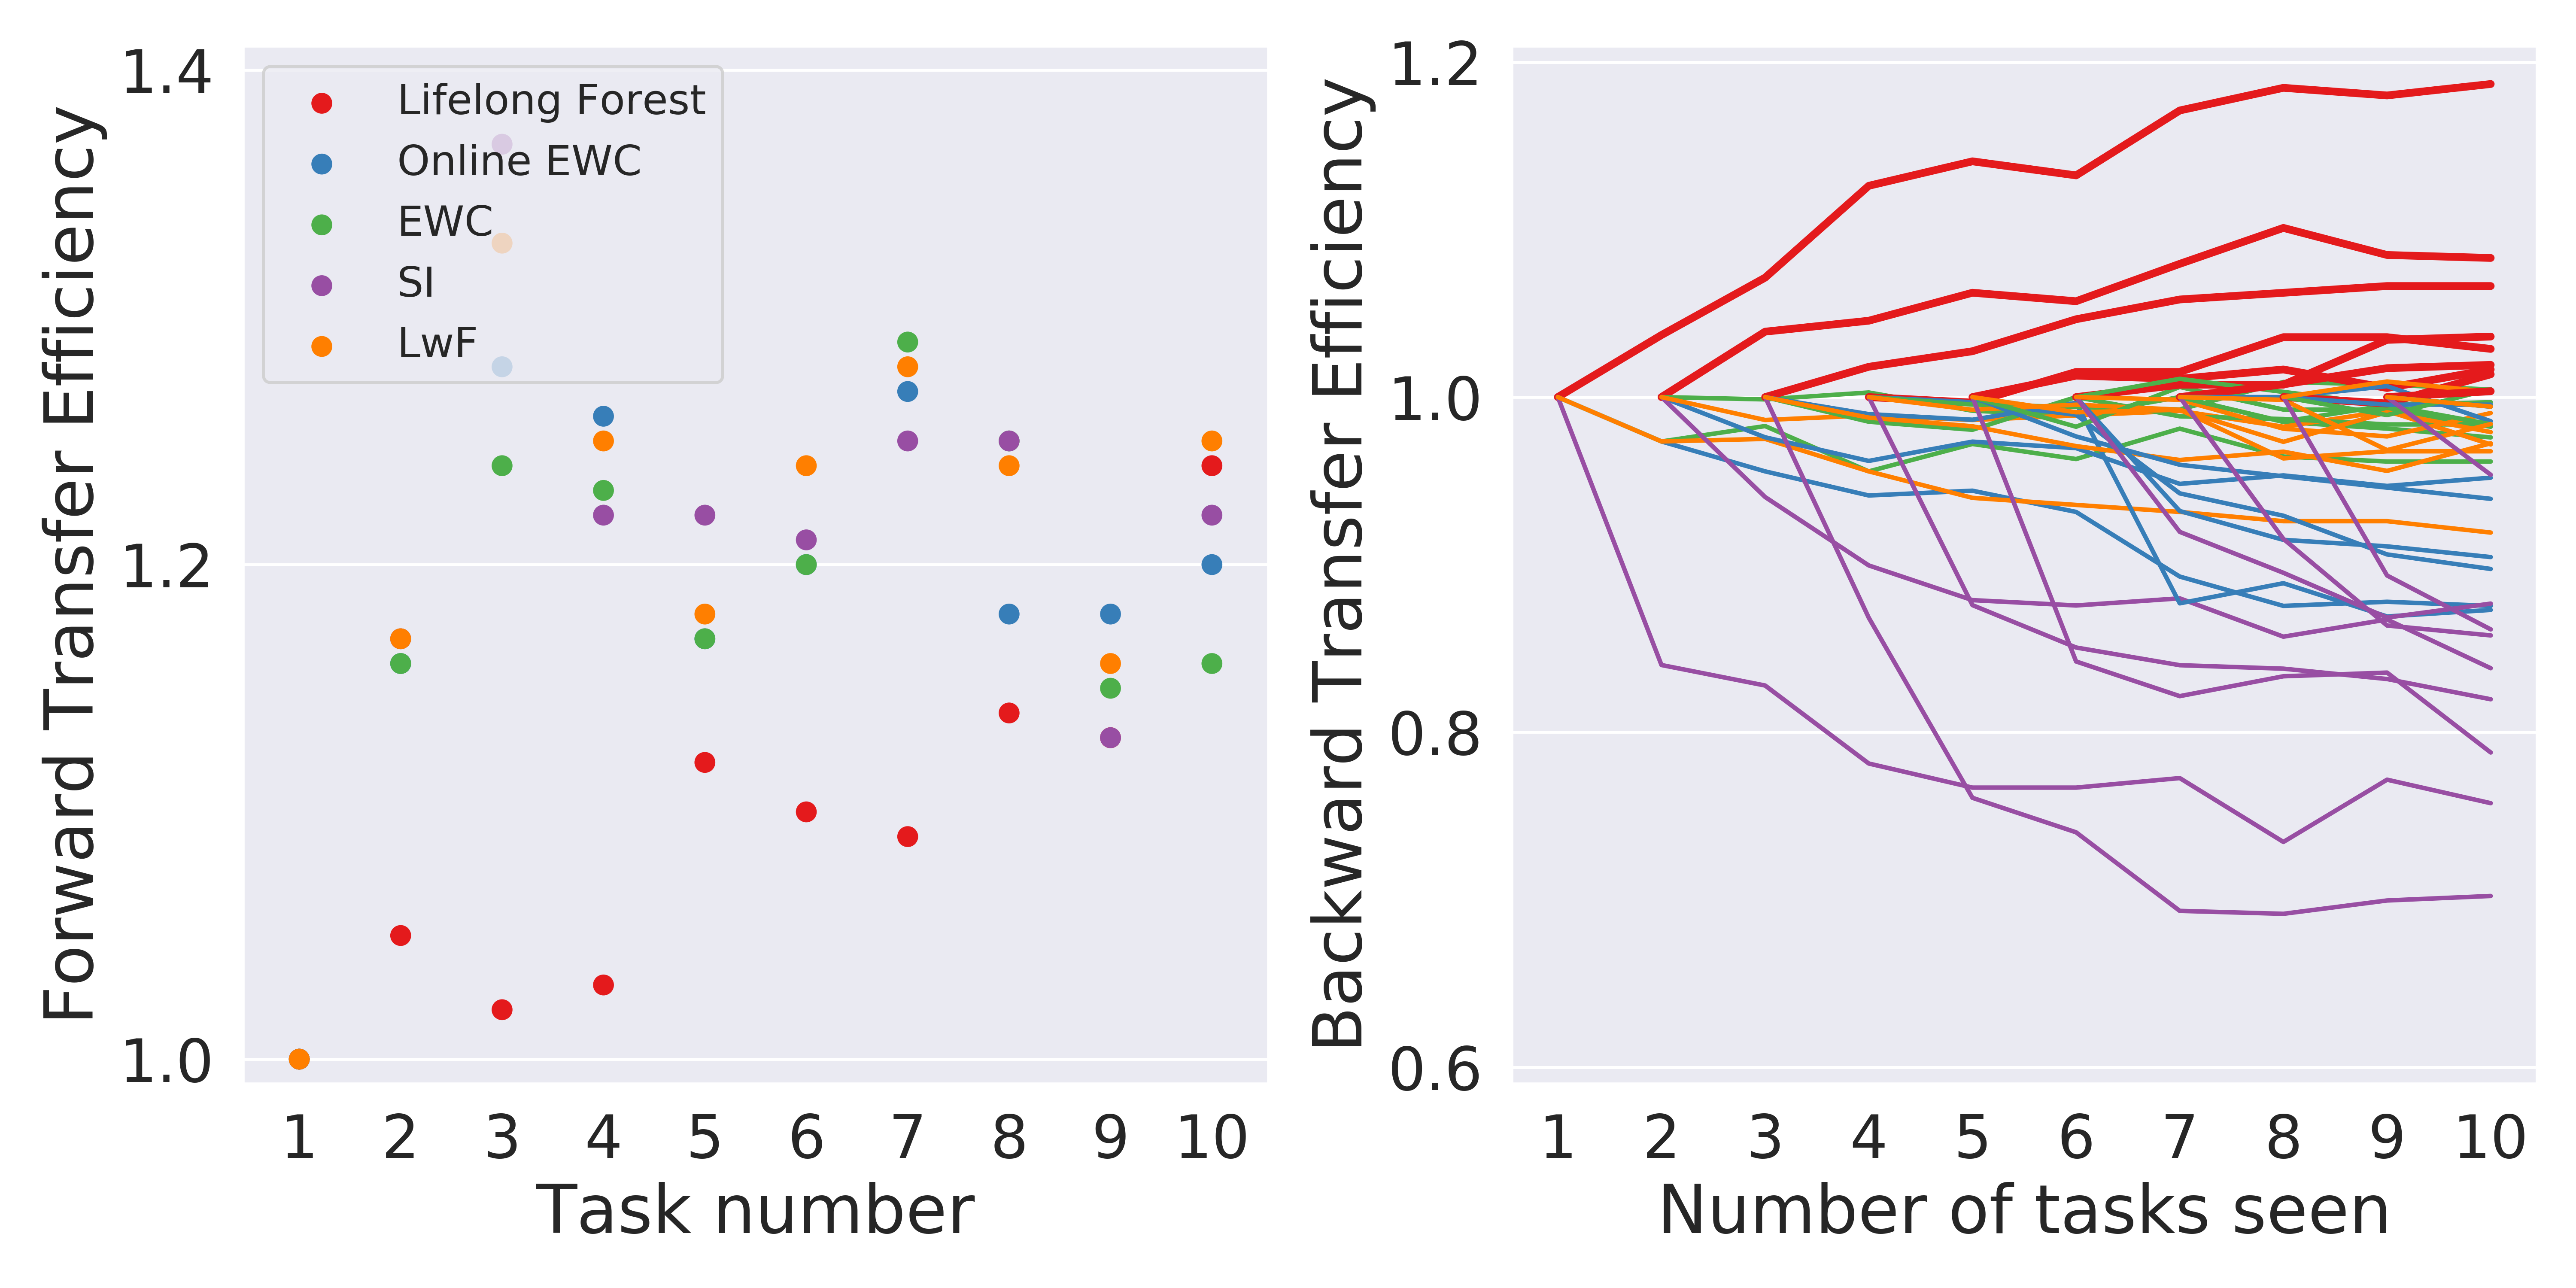 Forward Transfer Efficiency
1.4
1.2
1.0
Lifelong Forest
Online EWC
EWC
SI
LwF
1 2 3 4 5 6 7 8 9 10
Task number
Backward Transfer Efficiency
1.2
1.0
0.8
0.6
1 2 3 4 5 6 7 8 9 10
Number of tasks seen